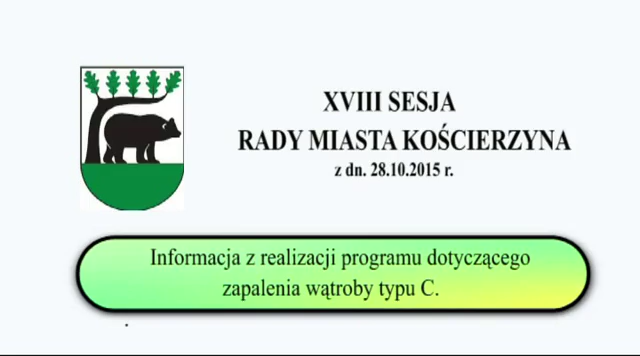 XVIII SESJA
RADY MIASTA KOŚCIERZYNA
z dn. 28.10.2015 r.
Informacja z realizacji programu dotyczącego
zapalenia wątroby typu C.